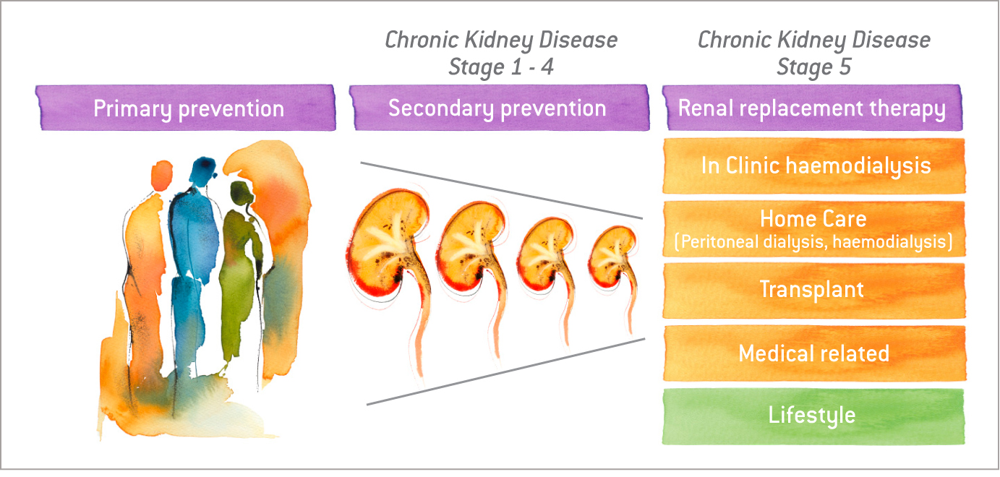 Chronic Kidney Disease
Stage 1 - 4
Chronic Kidney Disease
Stage 5
Primary prevention
Secondary prevention
Renal replacement therapy
In Clinic haemodialysis
Home Care
(Peritoneal dialysis, haemodialysis)
Transplant
Medical related
Lifestyle